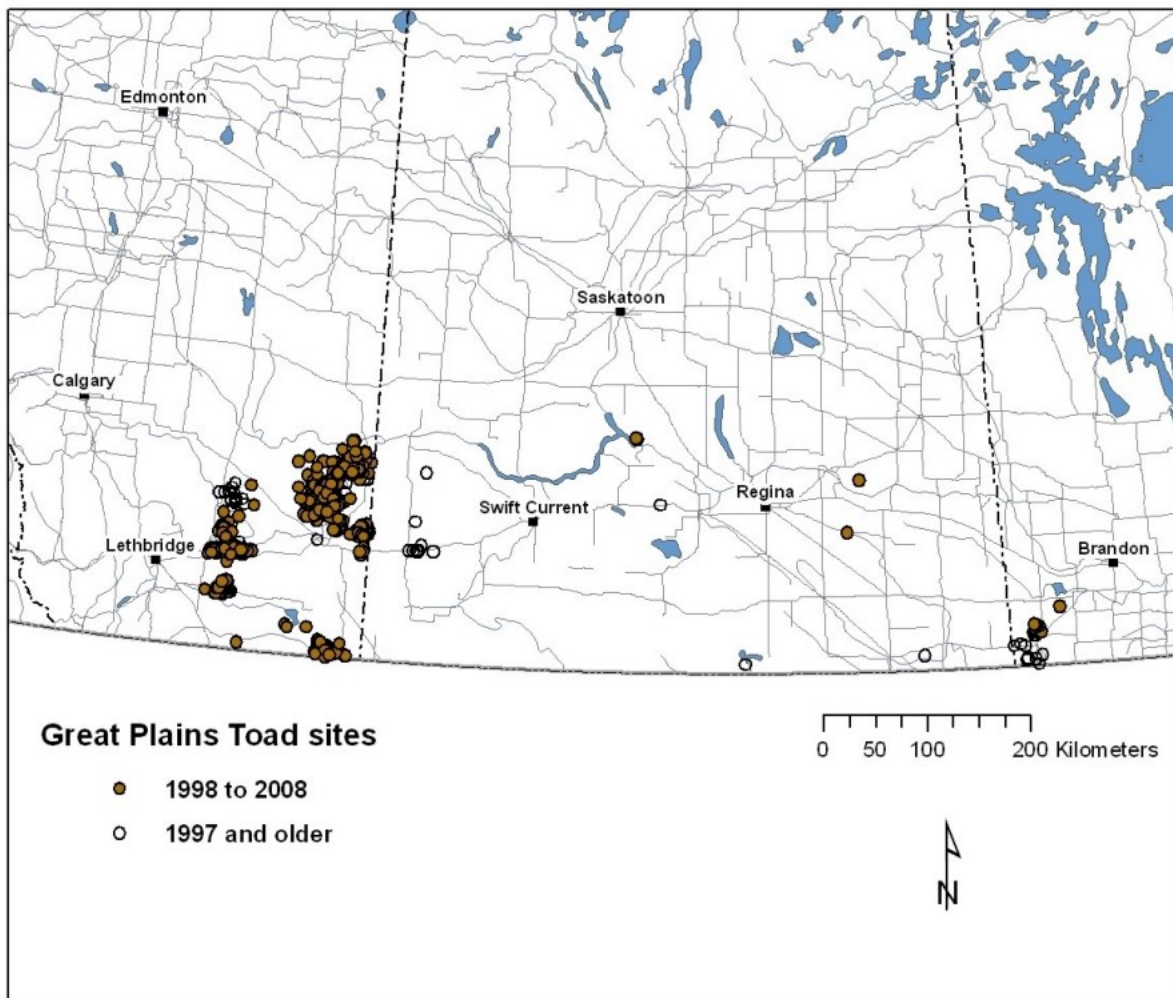 Edmonton
Saskatoon
Calgary
Regina
Swift Current
Lethbridge
Brandon
Great Plains Toad sites
1998 to 2008
1997 and older
0 50 100 200 Kilometers
N